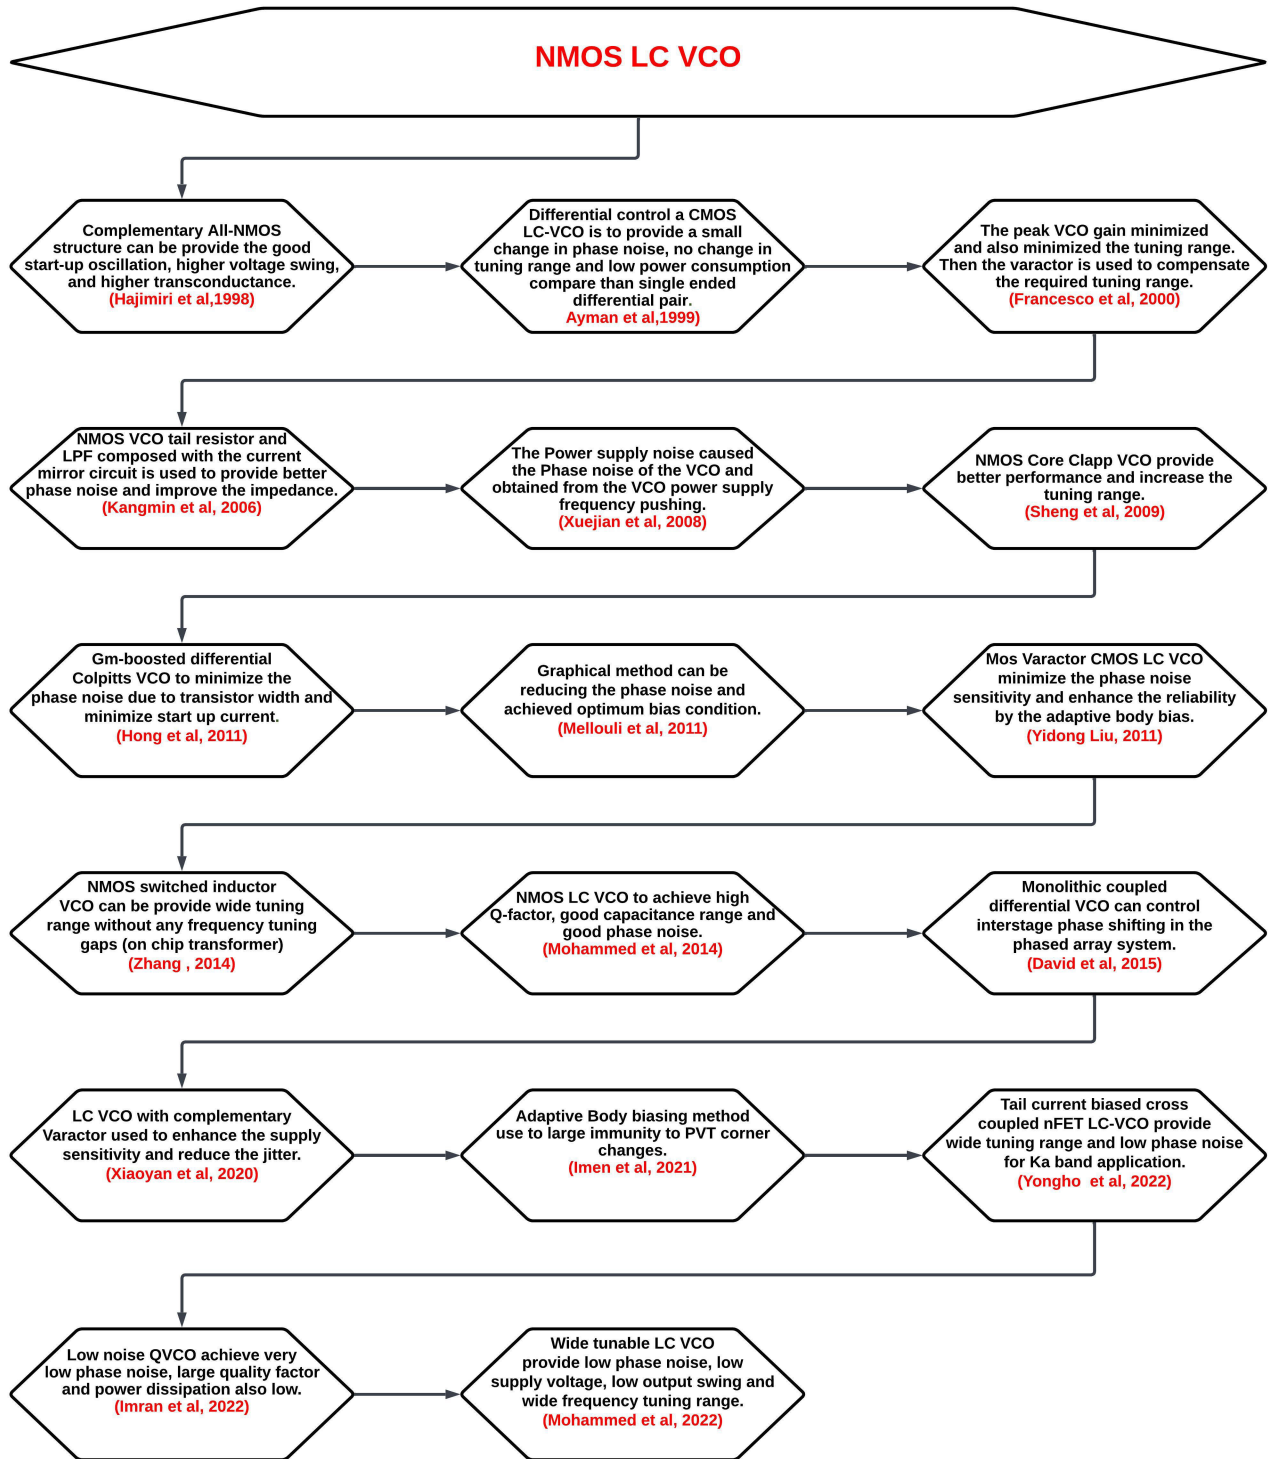 NMOS LC VCO
Complementary All-NMOS
structure can be provide the good
start-up oscillation, higher voltage swing,
and higher transconductance.
(Hajimiri et al,1998)
Differential control a CMOS
LC-VCO is to provide a small
change in phase noise, no change in
tuning range and low power consumption
compare than single ended
differential pair.
Ayman et al,1999)
The peak VCO gain minimized
and also minimized the tuning range.
Then the varactor is used to compensate
the required tuning range.
(Francesco et al, 2000)
NMOS VCO tail resistor and
LPF composed with the current
mirror circuit is used to provide better
phase noise and improve the impedance.
(Kangmin et al, 2006)
The Power supply noise caused
the Phase noise of the VCO and
obtained from the VCO power supply
frequency pushing.
(Xuejian et al, 2008)
NMOS Core Clapp VCO provide
better performance and increase the
tuning range.
(Sheng et al, 2009)
Gm-boosted differential
Colpitts VCO to minimize the
phase noise due to transistor width and
minimize start up current.
(Hong et al, 2011)
Graphical method can be
reducing the phase noise and
achieved optimum bias condition.
(Mellouli et al, 2011)
Mos Varactor CMOS LC VCO
minimize the phase noise
sensitivity and enhance the reliability
by the adaptive body bias.
(Yidong Liu, 2011)
NMOS switched inductor
VCO can be provide wide tuning
range without any frequency tuning
gaps (on chip transformer)
(Zhang , 2014)
NMOS LC VCO to achieve high
Q-factor, good capacitance range and
good phase noise.
(Mohammed et al, 2014)
Monolithic coupled
differential VCO can control
interstage phase shifting in the
phased array system.
(David et al, 2015)
LC VCO with complementary
Varactor used to enhance the supply
sensitivity and reduce the jitter.
(Xiaoyan et al, 2020)
Adaptive Body biasing method
use to large immunity to PVT corner
changes.
(Imen et al, 2021)
Tail current biased cross
coupled nFET LC-VCO provide
wide tuning range and low phase noise
for Ka band application.
(Yongho et al, 2022)
Low noise QVCO achieve very
low phase noise, large quality factor
and power dissipation also low.
(Imran et al, 2022)
Wide tunable LC VCO
provide low phase noise, low
supply voltage, low output swing and
wide frequency tuning range.
(Mohammed et al, 2022)